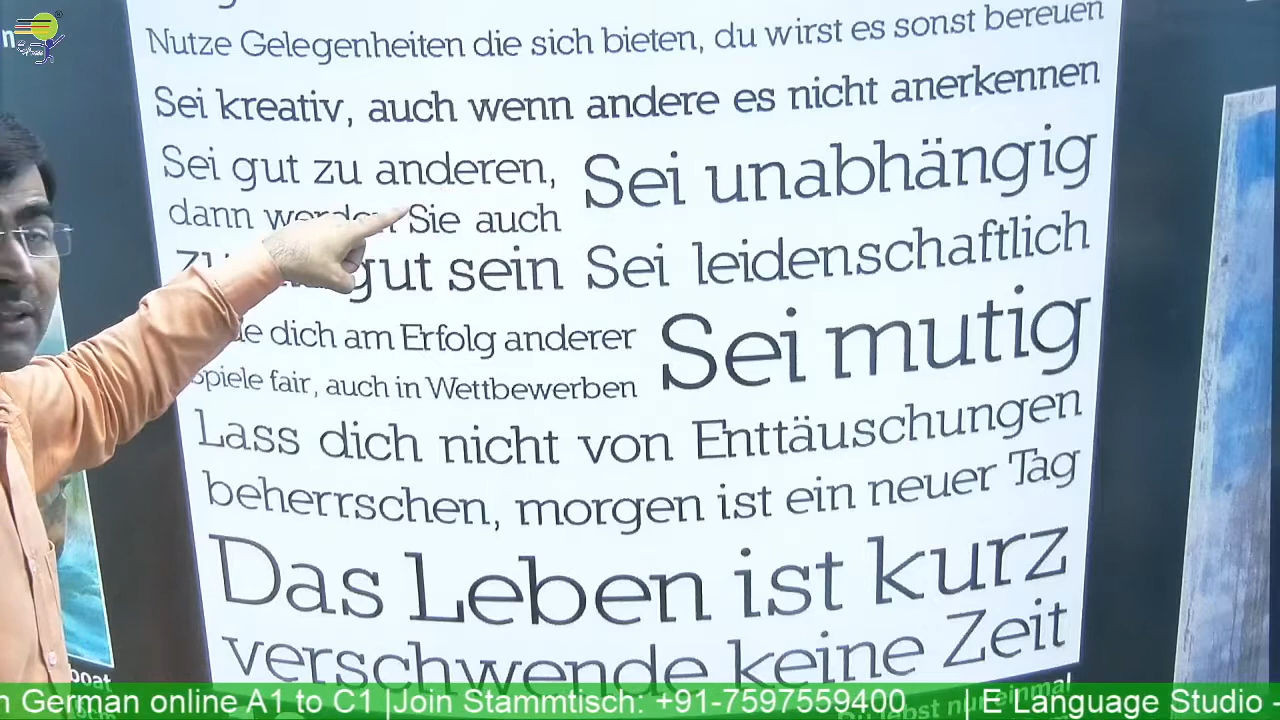 Nutze Gelegenheiten die sich bieten, du wirst es sonst bereuen
Sei kreativ, auch wenn andere es nicht anerkennen
Sei gut zu anderen,
dann werden Sie auch
gut sein
Sei unabhängig
Sei leidenschaftlich
dich am Erfolg anderer
spiele fair, auch in Wettbewerben
Sei mutig
Lass dich nicht von Enttäuschungen
beherrschen, morgen ist ein neuer Tag
Das Leben ist kurz
verschwende keine Zeit
boat
einmal
German online A1 to C1 |Join Stammtisch: +91-7597559400 | E Language Studio -